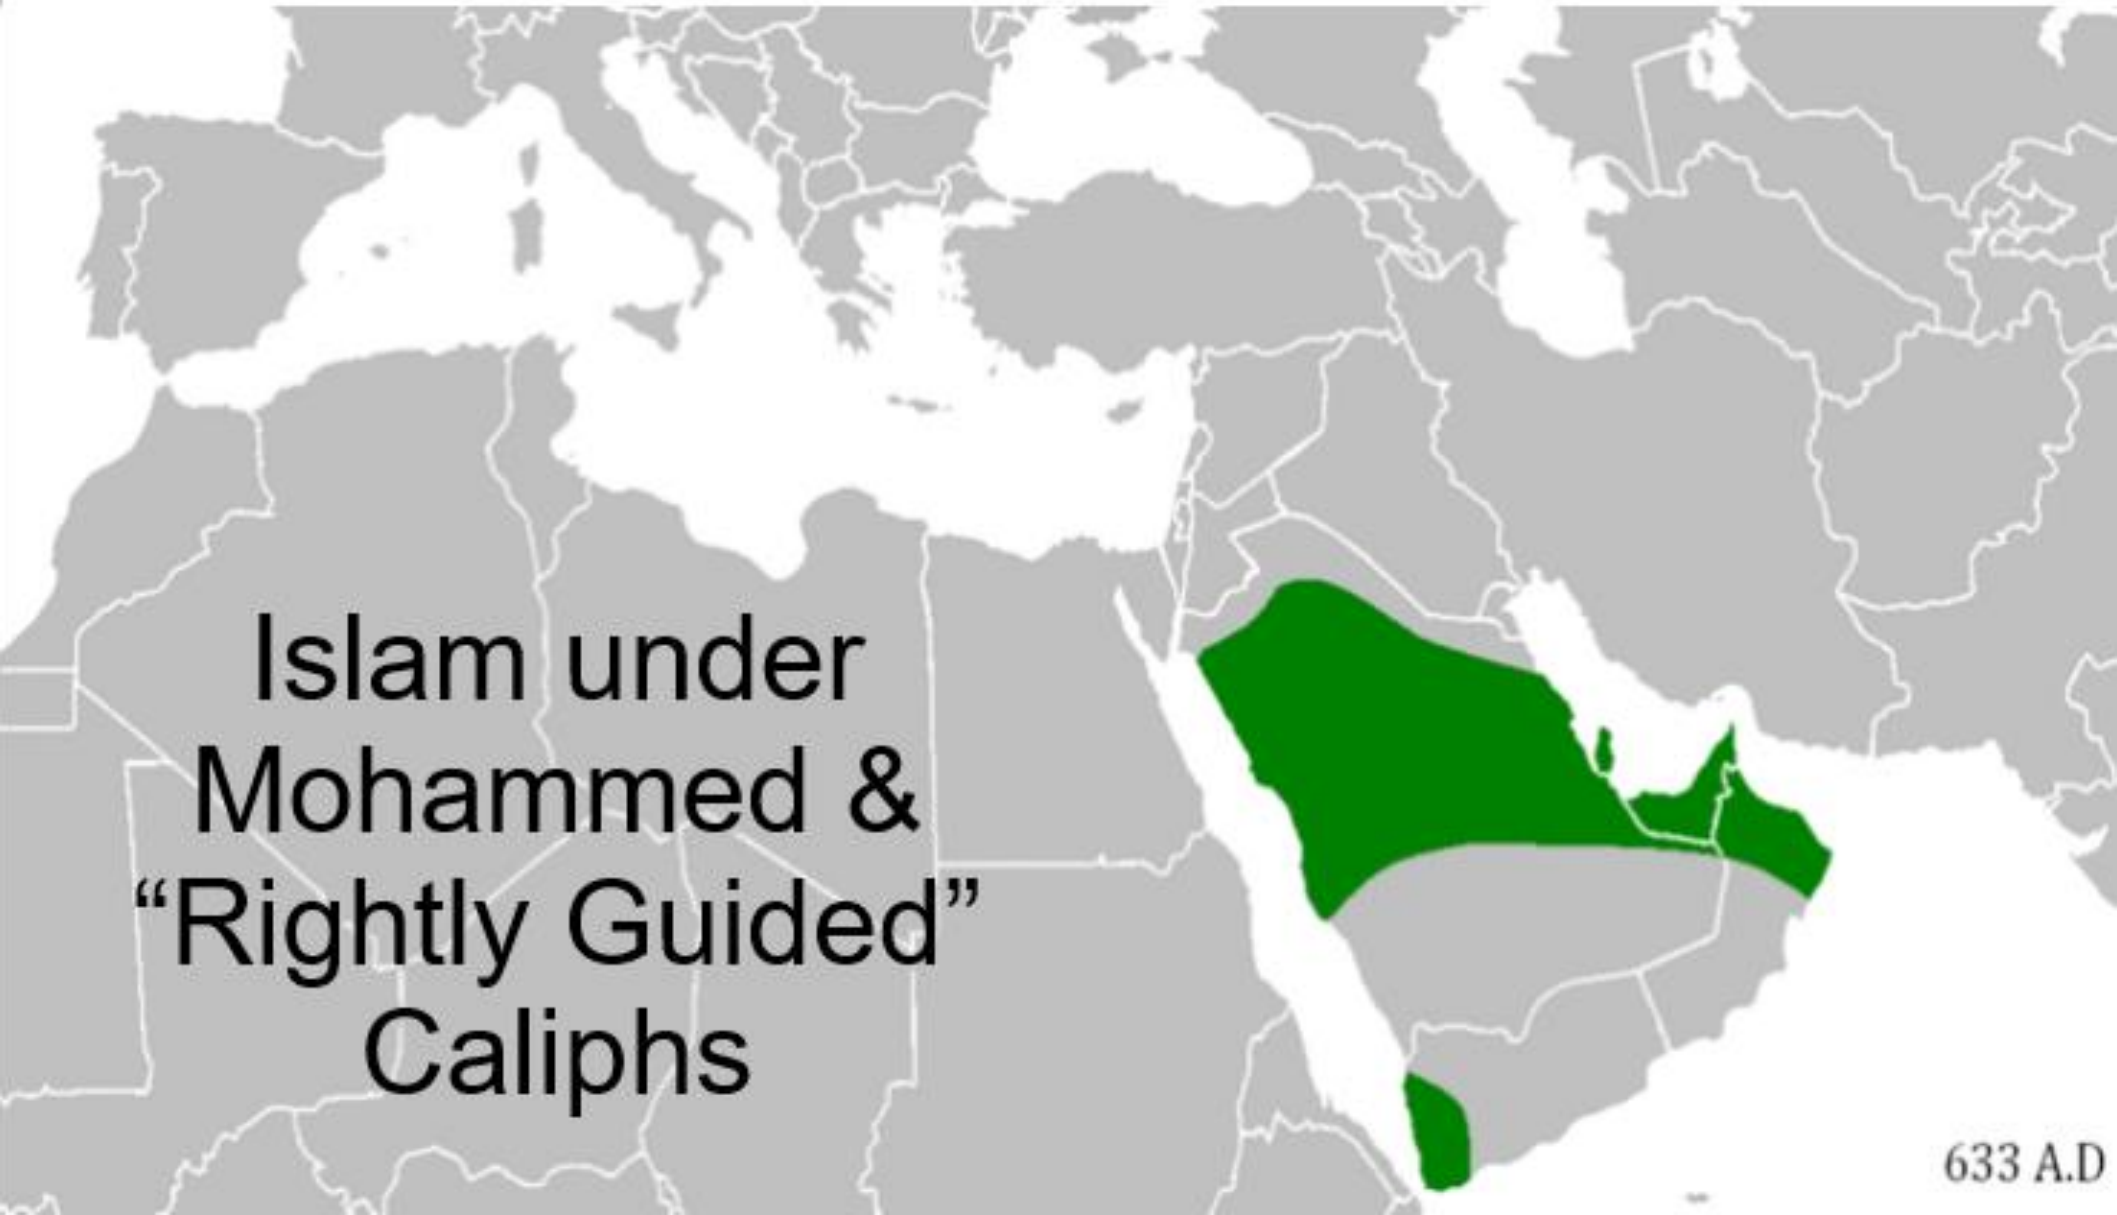 Islam under
Mohammed &
“Rightly Guided”
Caliphs
633 A.D